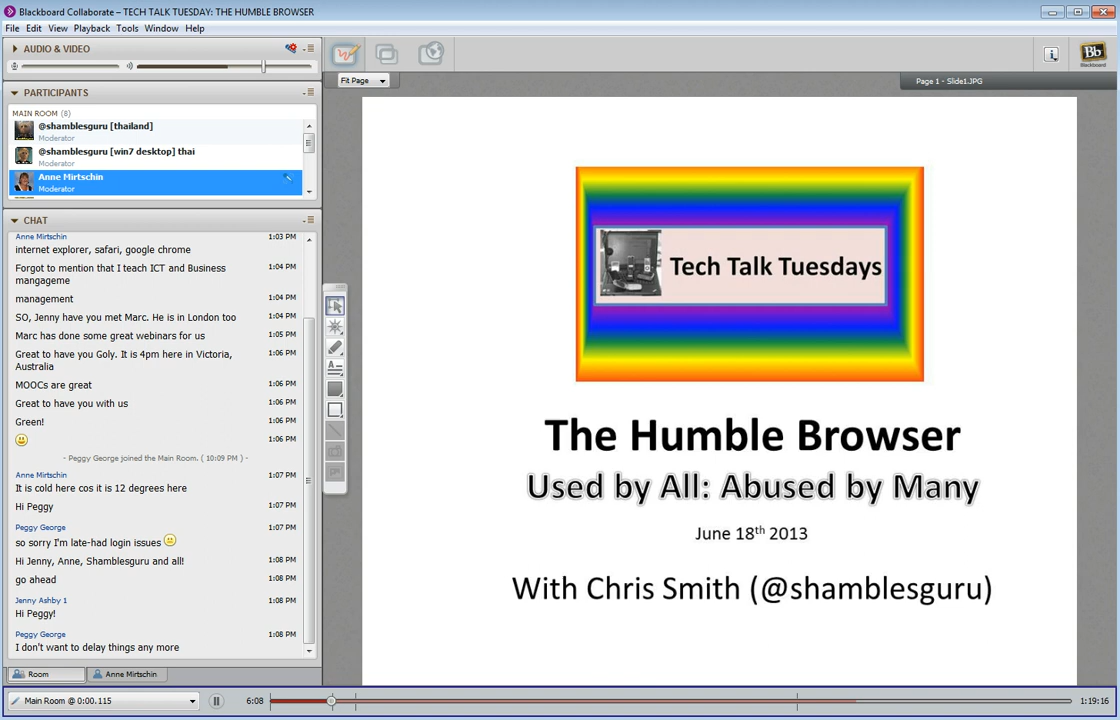 Blackboard Collaborate – TECH TALK TUESDAY: THE HUMBLE BROWSER
File Edit View Playback Tools Window Help
AUDIO & VIDEO
PARTICIPANTS
MAIN ROOM (8)
@shamblesguru [thailand]
Moderator
@shamblesguru [win7 desktop] thai
Moderator
Anne Mirtschin
Moderator
CHAT
Anne Mirtschin 1:03 PM
internet explorer, safari, google chrome
Forgot to mention that I teach ICT and Business 1:04 PM
mangageme
management 1:04 PM
SO, Jenny have you met Marc. He is in London too 1:04 PM
Marc has done some great webinars for us 1:05 PM
Great to have you Goly. It is 4pm here in Victoria, 1:06 PM
Australia
MOOCs are great 1:06 PM
Great to have you with us 1:06 PM
Green! 1:06 PM
1:06 PM
- Peggy George joined the Main Room. ( 10:09 PM ) -
Anne Mirtschin 1:07 PM
It is cold here cos it is 12 degrees here
Hi Peggy 1:07 PM
Peggy George 1:07 PM
so sorry I'm late-had login issues
Hi Jenny, Anne, Shamblesguru and all! 1:08 PM
go ahead 1:08 PM
Jenny Ashby 1 1:08 PM
Hi Peggy!
Peggy George 1:08 PM
I don't want to delay things any more
Room Anne Mirtschin
Main Room @ 0:00.115 6:08 1:19:16
Bb
Blackboard
Fit Page
Page 1 - Slide1.JPG
Tech Talk Tuesdays
The Humble Browser
Used by All: Abused by Many
June 18th 2013
With Chris Smith (@shamblesguru)